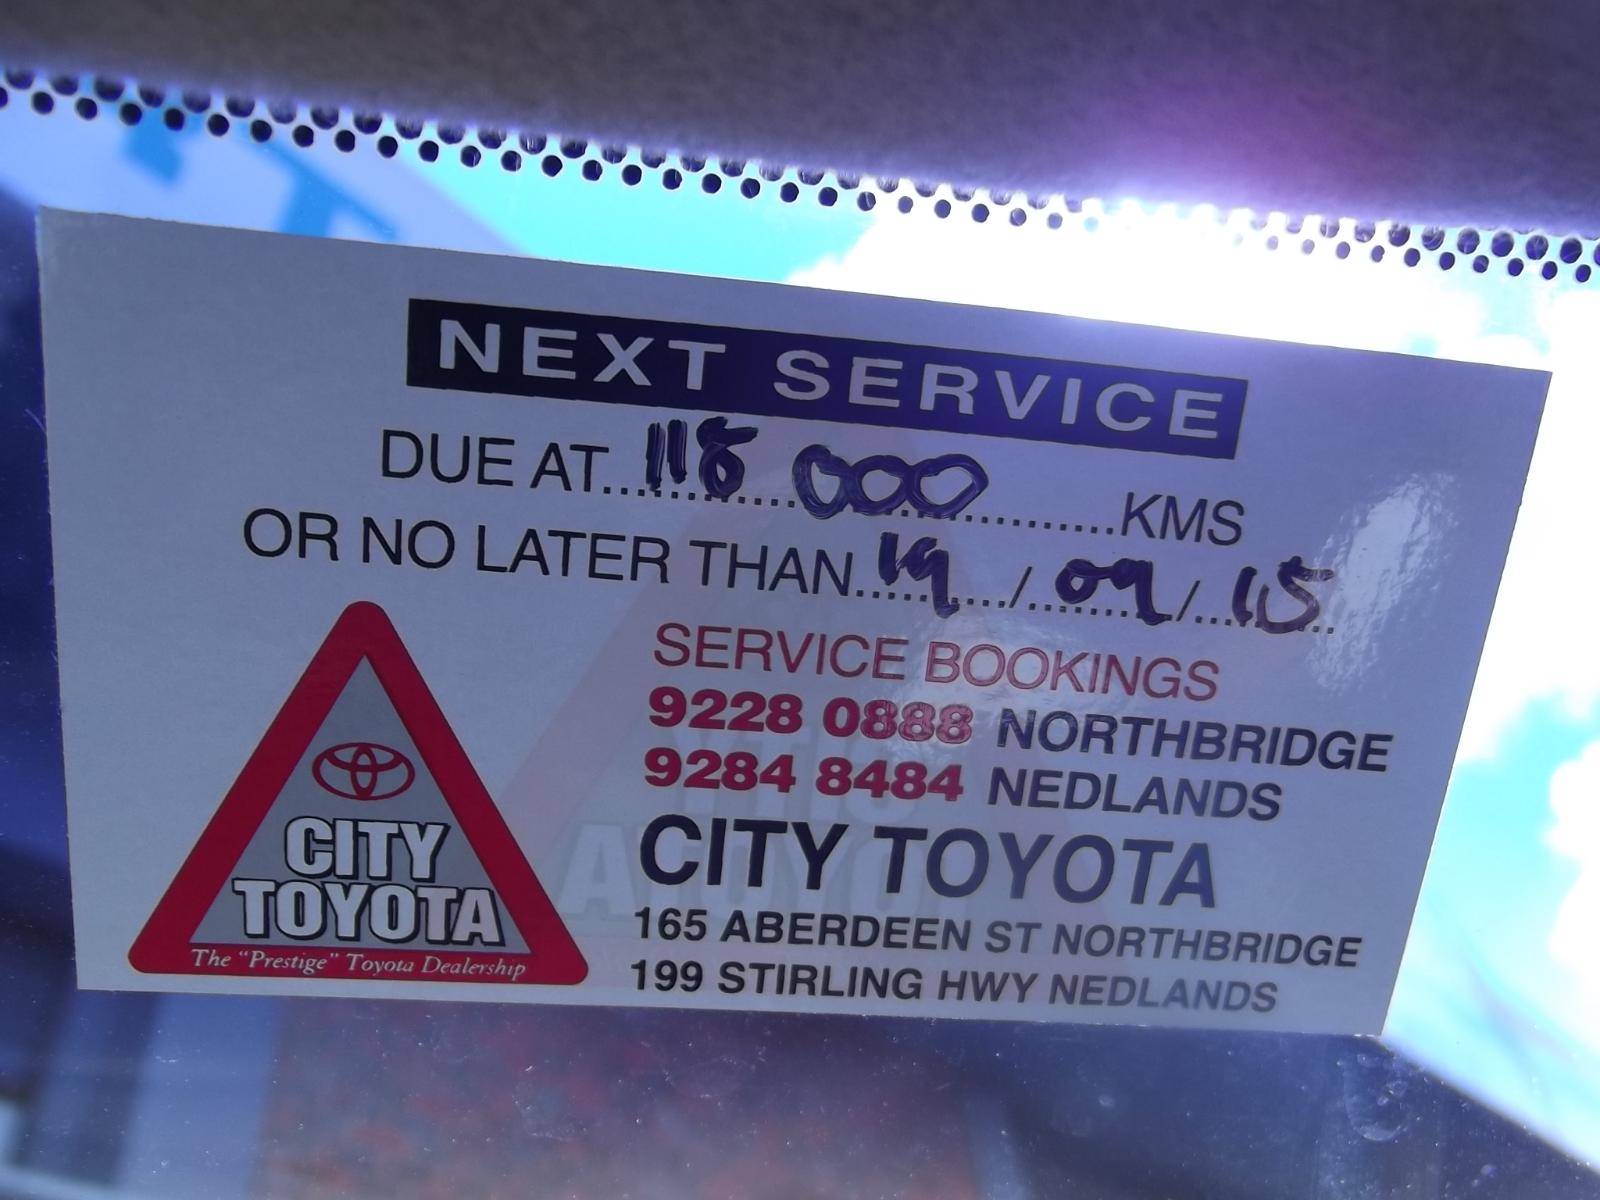 NEXT SERVICE
DUE AT...118 000...KMS
OR NO LATER THAN...19/09/15
SERVICE BOOKINGS
9228 0888 NORTHBRIDGE
9284 8484 NEDLANDS
CITY TOYOTA
165 ABERDEEN ST NORTHBRIDGE
199 STIRLING HWY NEDLANDS
CITY
TOYOTA
The "Prestige" Toyota Dealership